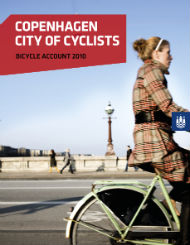 COPENHAGEN
CITY OF CYCLISTS
BICYCLE ACCOUNT 2010